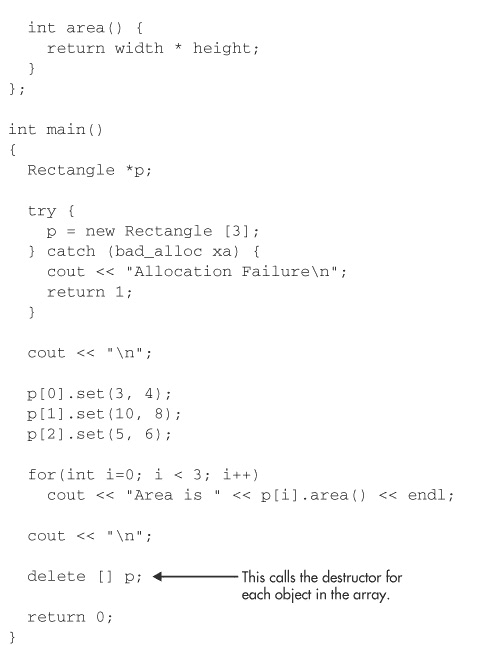 int area() {
return width * height;
}
};
int main()
{
Rectangle *p;
try {
p = new Rectangle [3];
} catch (bad_alloc xa) {
cout << "Allocation Failure\n";
return 1;
}
cout << "\n";
p[0].set(3, 4);
p[1].set(10, 8);
p[2].set(5, 6);
for(int i=0; i < 3; i++)
cout << "Area is " << p[i].area() << endl;
cout << "\n";
delete [] p; This calls the destructor for
each object in the array.
return 0;
}